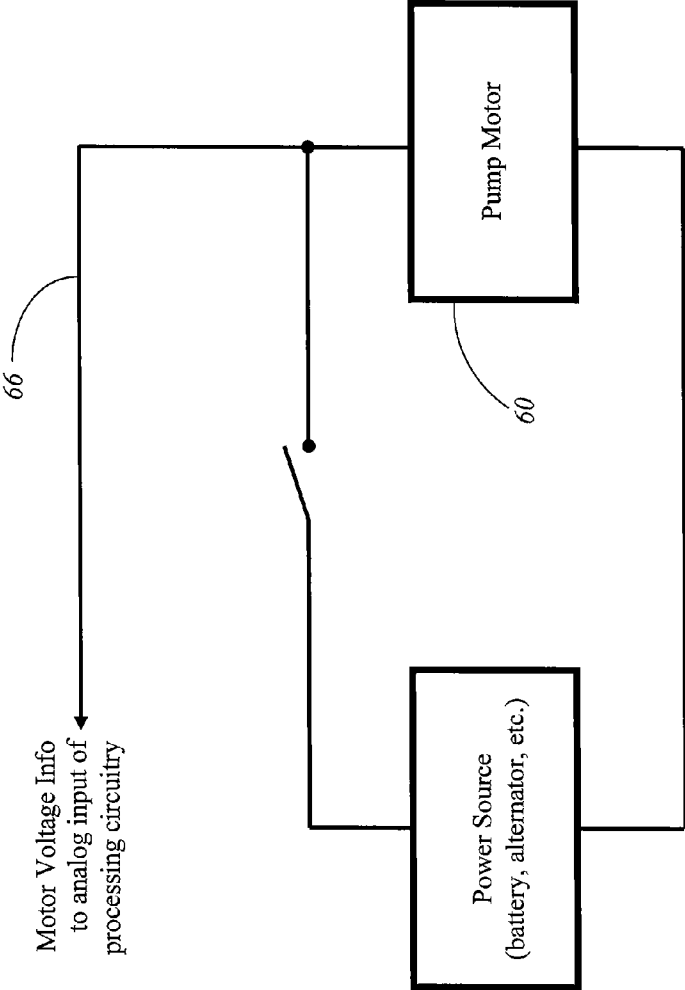 Motor Voltage Info
to analog input of
processing circuitry
66
Power Source
(battery, alternator, etc.)
60
Pump Motor